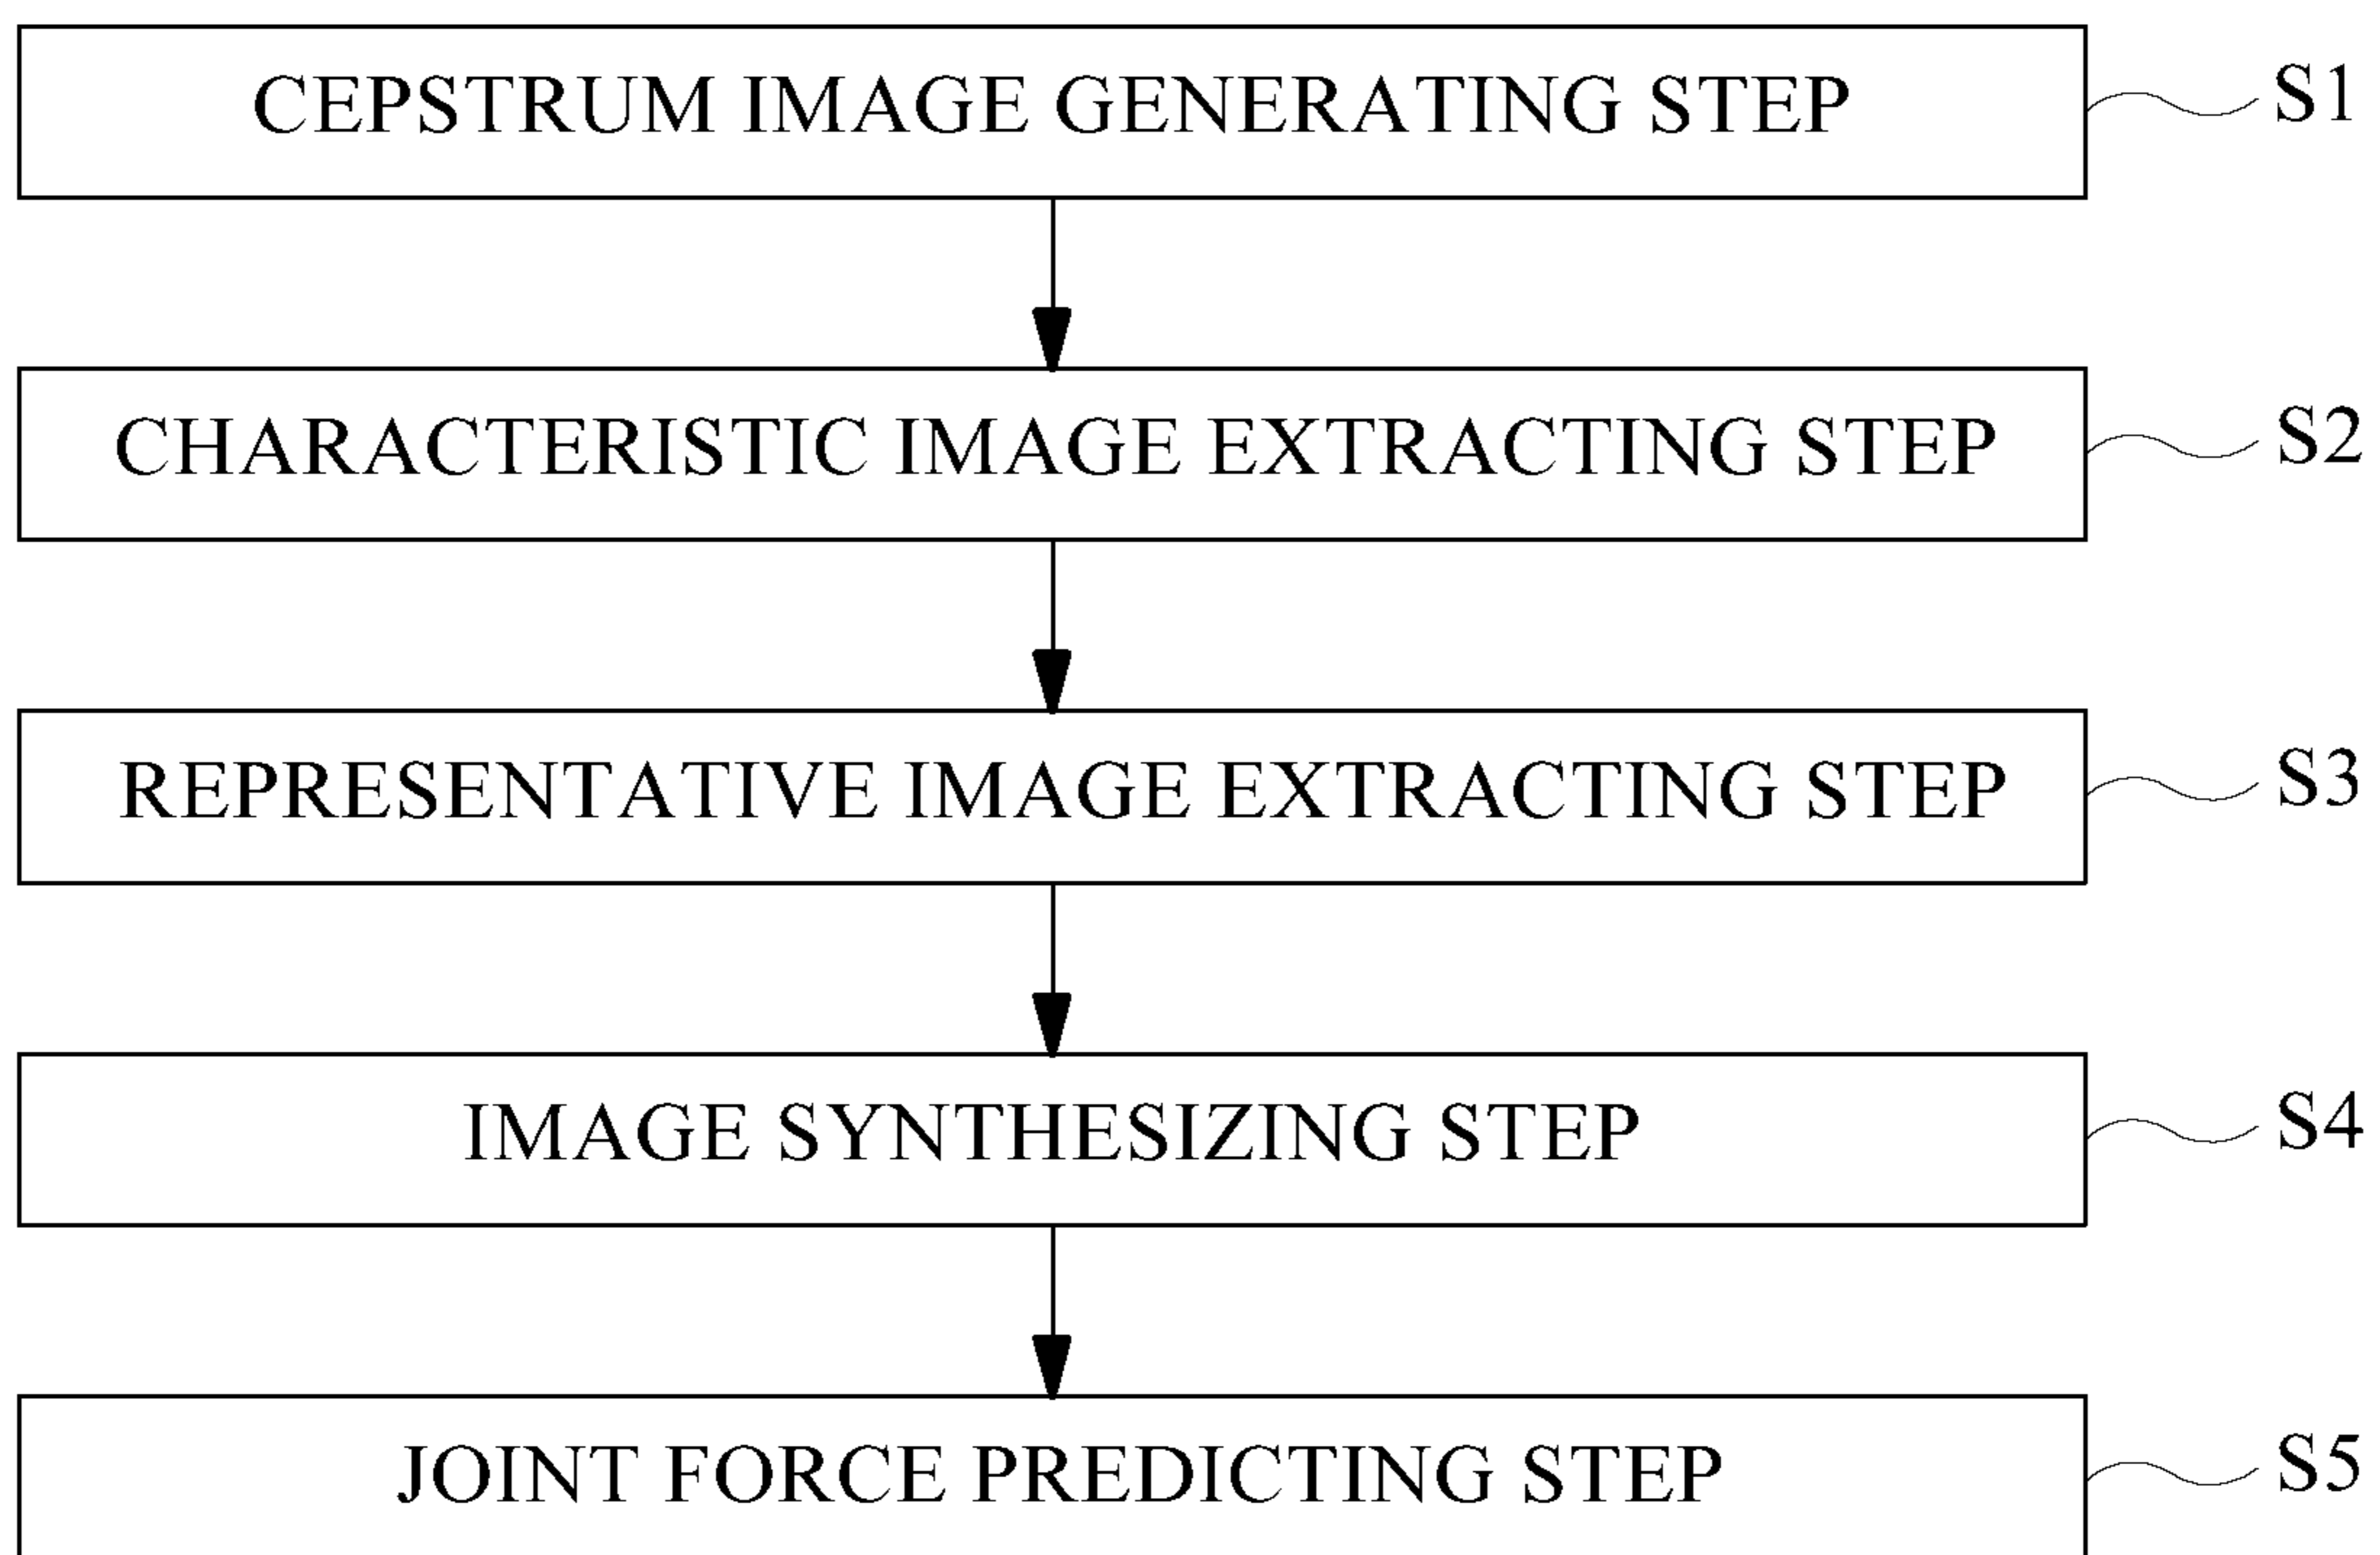 CEPSTRUM IMAGE GENERATING STEP S1
CHARACTERISTIC IMAGE EXTRACTING STEP S2
REPRESENTATIVE IMAGE EXTRACTING STEP S3
IMAGE SYNTHESIZING STEP S4
JOINT FORCE PREDICTING STEP S5